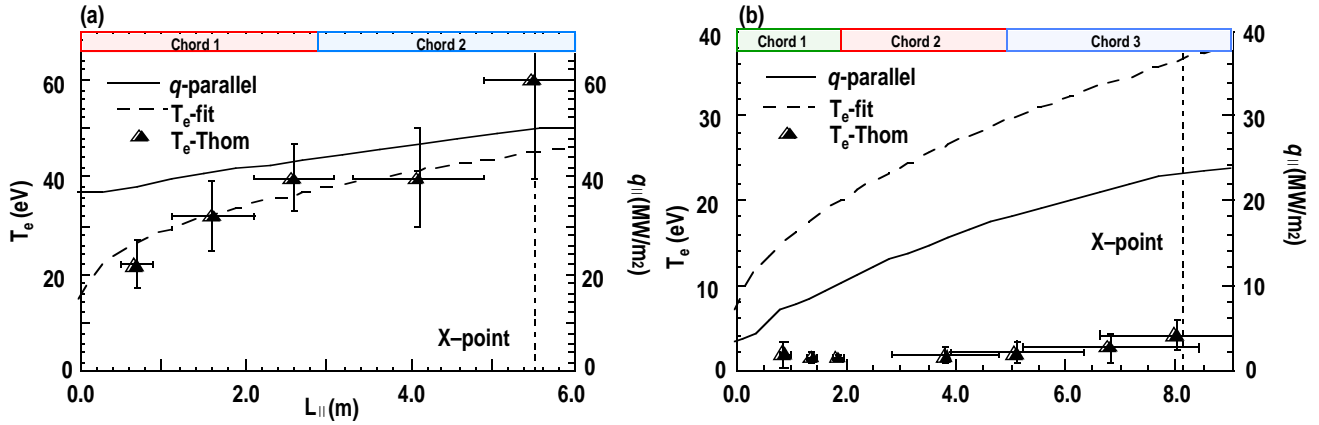 (a)
Chord 1
Chord 2
60
40
20
0
Tₑ (eV)
q-parallel
Tₑ-fit
Tₑ-Thom
X–point
60
40
20
0
q|| (MW/m2)
0.0
2.0
4.0
6.0
L|| (m)
(b)
Chord 1
Chord 2
Chord 3
40
30
20
10
0
Tₑ (eV)
q-parallel
Tₑ-fit
Tₑ-Thom
X–point
40
30
20
10
0
q|| (MW/m2)
0.0
2.0
4.0
6.0
8.0